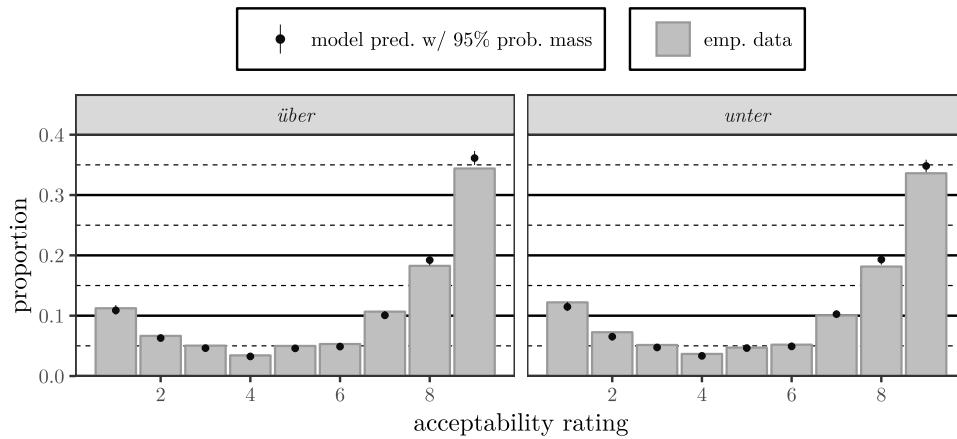 model pred. w/ 95% prob. mass
emp. data
über
unter
0.4
0.3
0.2
0.1
0.0
proportion
2
4
6
8
2
4
6
8
acceptability rating